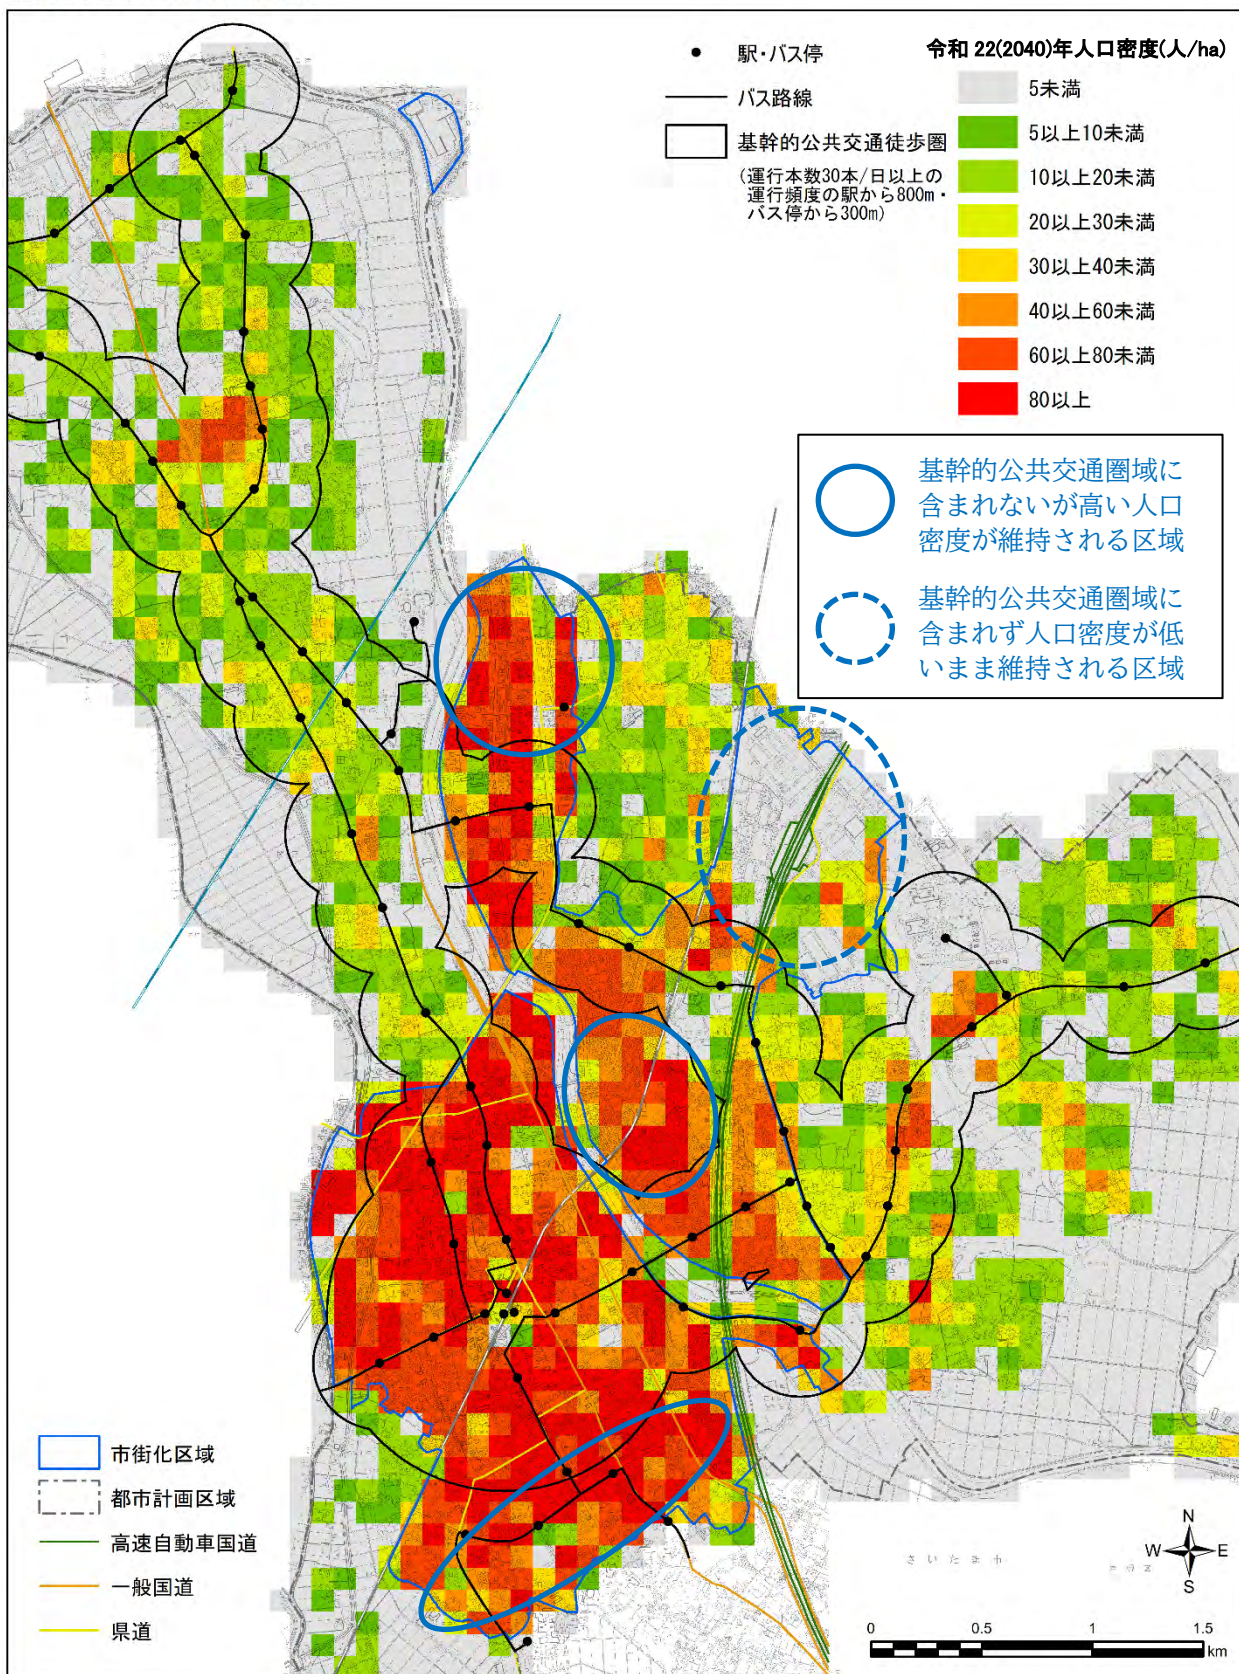 駅・バス停
バス路線
基幹的公共交通徒歩圏
(運行本数30本/日以上の
運行頻度の駅から800m・
バス停から300m)
令和 22(2040)年人口密度(人/ha)
5未満
5以上10未満
10以上20未満
20以上30未満
30以上40未満
40以上60未満
60以上80未満
80以上
基幹的公共交通圏域に
含まれないが高い人口
密度が維持される区域
基幹的公共交通圏域に
含まれず人口密度が低
いまま維持される区域
市街化区域
都市計画区域
高速自動車国道
一般国道
県道
さいたま市
N
W E
S
0 0.5 1 1.5
km